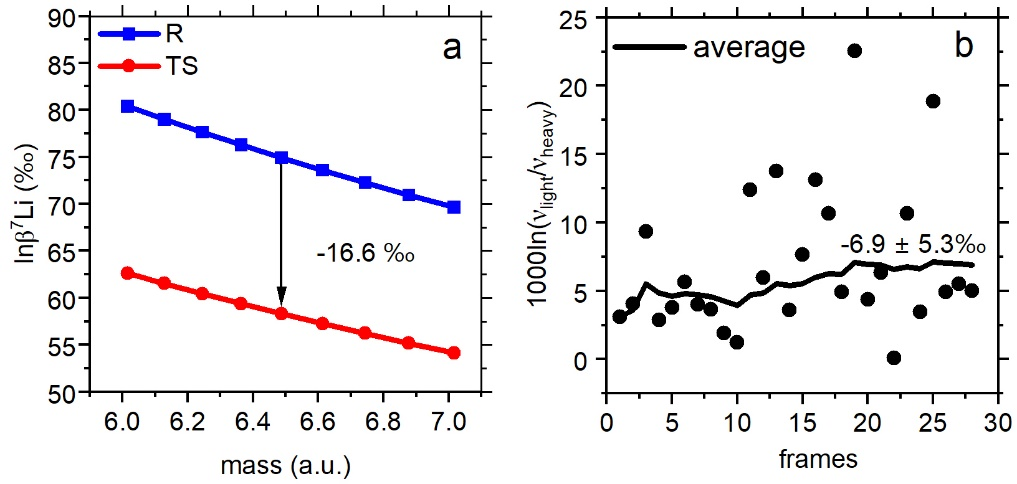 90
85
80
75
70
65
60
55
50
lnβ⁷Li (‰)
R
TS
a
-16.6 ‰
6.0 6.2 6.4 6.6 6.8 7.0
mass (a.u.)
25
20
15
10
5
0
1000ln(νlight/νheavy)
average
b
-6.9 ± 5.3‰
0 5 10 15 20 25 30
frames